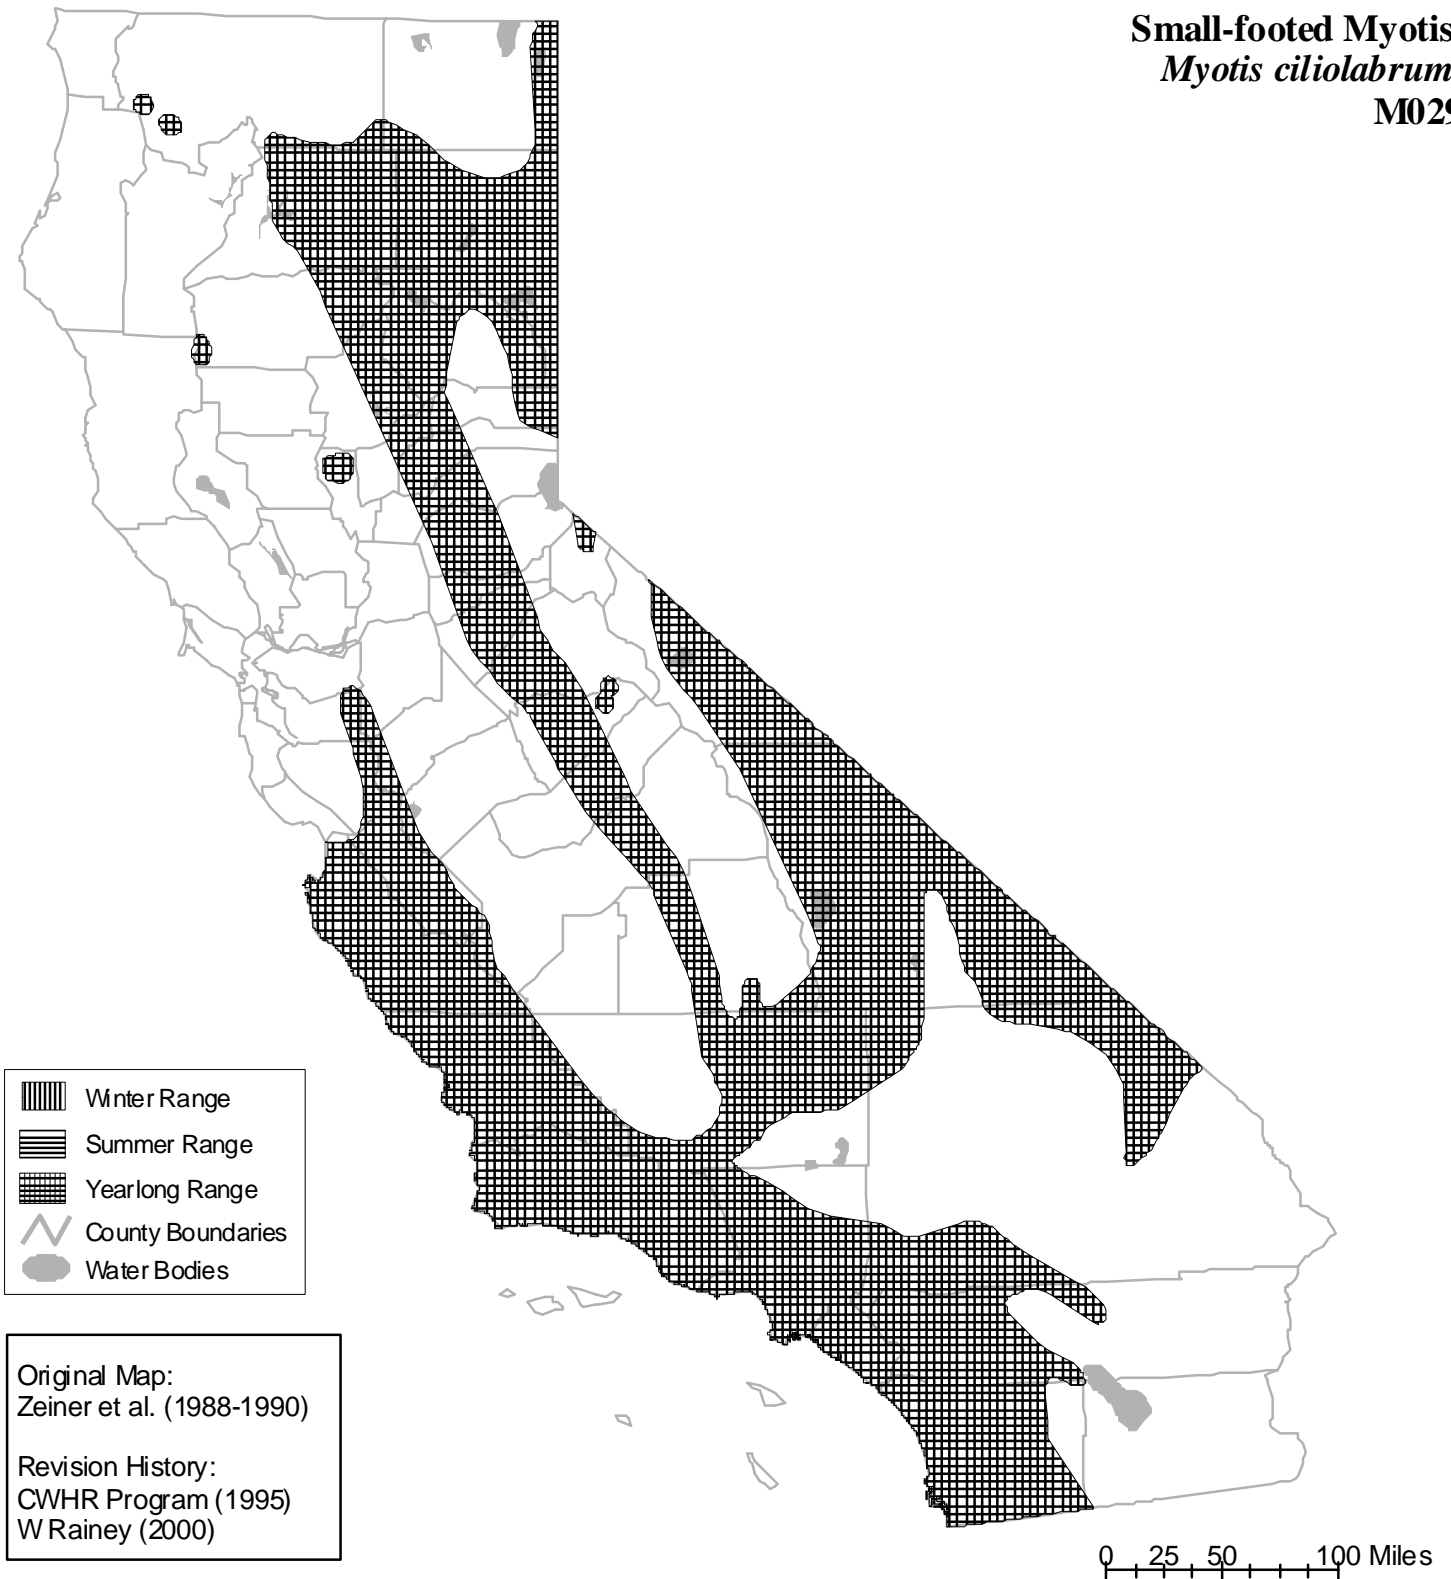 Small-footed Myotis
Myotis ciliolabrum
M029
Winter Range
Summer Range
Yearlong Range
County Boundaries
Water Bodies
Original Map:
Zeiner et al. (1988-1990)
Revision History:
CWHR Program (1995)
W Rainey (2000)
0 25 50 100 Miles